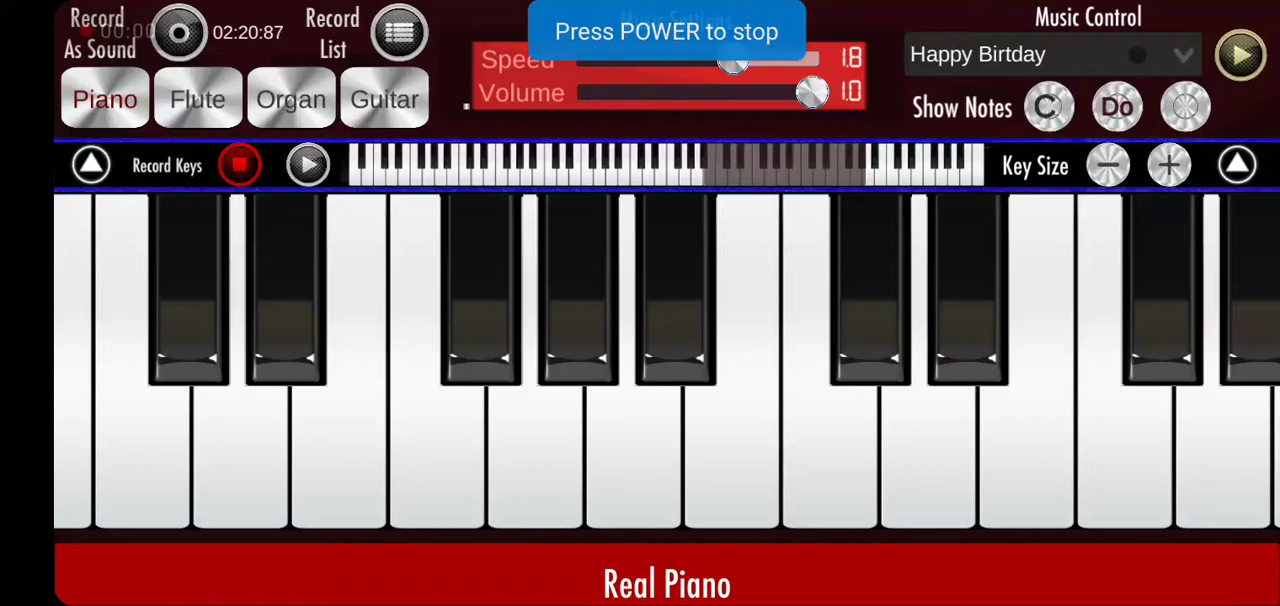 Record
As Sound
02:20:87
Record
List
Press POWER to stop
Speed
1.8
Volume
1.0
Music Control
Happy Birtday
Piano
Flute
Organ
Guitar
Show Notes
C
Do
Record Keys
Key Size
Real Piano